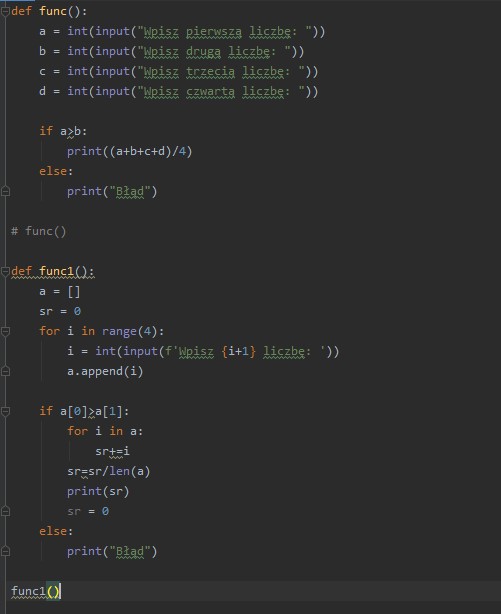 def func():
    a = int(input("Wpisz pierwszą liczbę: "))
    b = int(input("Wpisz drugą liczbę: "))
    c = int(input("Wpisz trzecią liczbę: "))
    d = int(input("Wpisz czwartą liczbę: "))
    if a>b:
        print((a+b+c+d)/4)
    else:
        print("Błąd")
# func()
def func1():
    a = []
    sr = 0
    for i in range(4):
        i = int(input(f'Wpisz {i+1} liczbę: '))
        a.append(i)
    if a[0]>a[1]:
        for i in a:
            sr+=i
        sr=sr/len(a)
        print(sr)
        sr = 0
    else:
        print("Błąd")
func1()